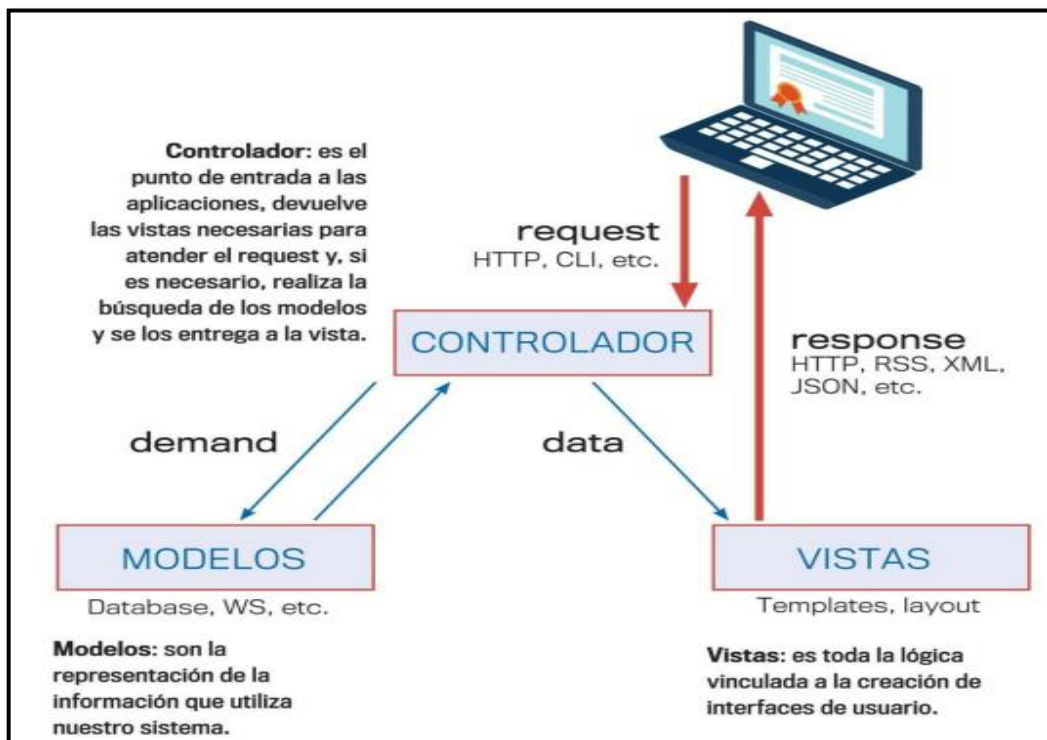 Controlador: es el
punto de entrada a las
aplicaciones, devuelve
las vistas necesarias para
atender el request y, si
es necesario, realiza la
búsqueda de los modelos
y se los entrega a la vista.
request
HTTP, CLI, etc.
CONTROLADOR
response
HTTP, RSS, XML,
JSON, etc.
demand
data
MODELOS
Database, WS, etc.
Modelos: son la
representación de la
información que utiliza
nuestro sistema.
VISTAS
Templates, layout
Vistas: es toda la lógica
vinculada a la creación de
interfaces de usuario.